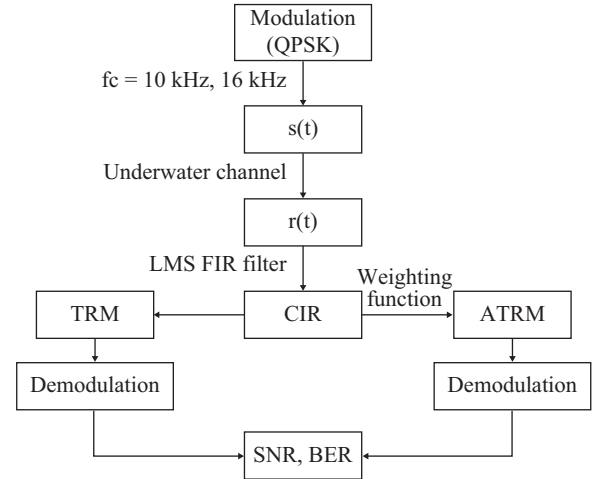 Modulation
(QPSK)
fc = 10 kHz, 16 kHz
s(t)
Underwater channel
r(t)
LMS FIR filter
Weighting
function
TRM
CIR
ATRM
Demodulation
Demodulation
SNR, BER